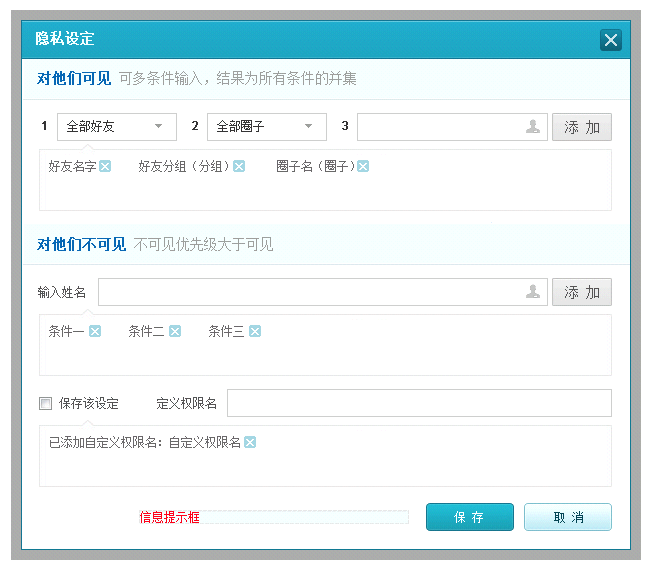 隐私设定
对他们可见 可多条件输入，结果为所有条件的并集
1 全部好友 2 全部圈子 3 添 加
好友名字 好友分组（分组） 圈子名（圈子）
对他们不可见 不可见优先级大于可见
输入姓名 添 加
条件一 条件二 条件三
保存该设定 定义权限名
已添加自定义权限名：自定义权限名
信息提示框 保 存 取 消